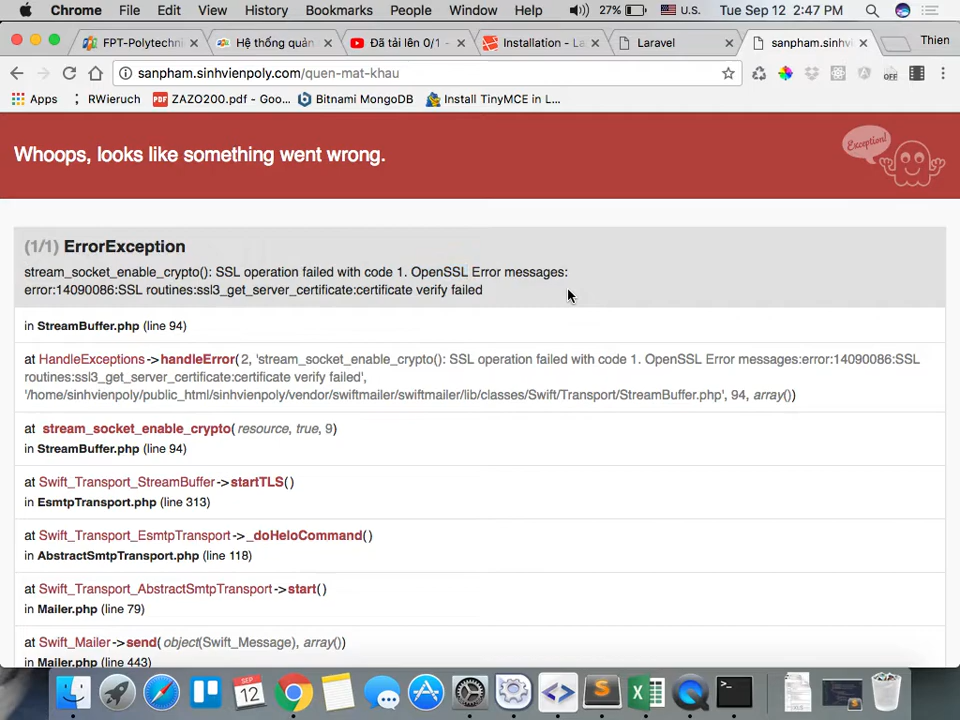 Chrome File Edit View History Bookmarks People Window Help 27% U.S. Tue Sep 12 2:47 PM
FPT-Polytechni × Hệ thống quản × Đã tải lên 0/1 - × Installation - La × Laravel × sanpham.sinhvi × Thien
sanpham.sinhvienpoly.com/quen-mat-khau
OFF
Apps RWieruch PDF ZAZO200.pdf - Goo... Bitnami MongoDB Install TinyMCE in L...
Whoops, looks like something went wrong.
Exception!
(1/1) ErrorException
stream_socket_enable_crypto(): SSL operation failed with code 1. OpenSSL Error messages:
error:14090086:SSL routines:ssl3_get_server_certificate:certificate verify failed
in StreamBuffer.php (line 94)
at HandleExceptions->handleError(2, 'stream_socket_enable_crypto(): SSL operation failed with code 1. OpenSSL Error messages:error:14090086:SSL
routines:ssl3_get_server_certificate:certificate verify failed',
'/home/sinhvienpoly/public_html/sinhvienpoly/vendor/swiftmailer/swiftmailer/lib/classes/Swift/Transport/StreamBuffer.php', 94, array())
at stream_socket_enable_crypto(resource, true, 9)
in StreamBuffer.php (line 94)
at Swift_Transport_StreamBuffer->startTLS()
in EsmtpTransport.php (line 313)
at Swift_Transport_EsmtpTransport->_doHeloCommand()
in AbstractSmtpTransport.php (line 118)
at Swift_Transport_AbstractSmtpTransport->start()
in Mailer.php (line 79)
at Swift_Mailer->send(object(Swift_Message), array())
in Mailer.php (line 443)
SEP
12